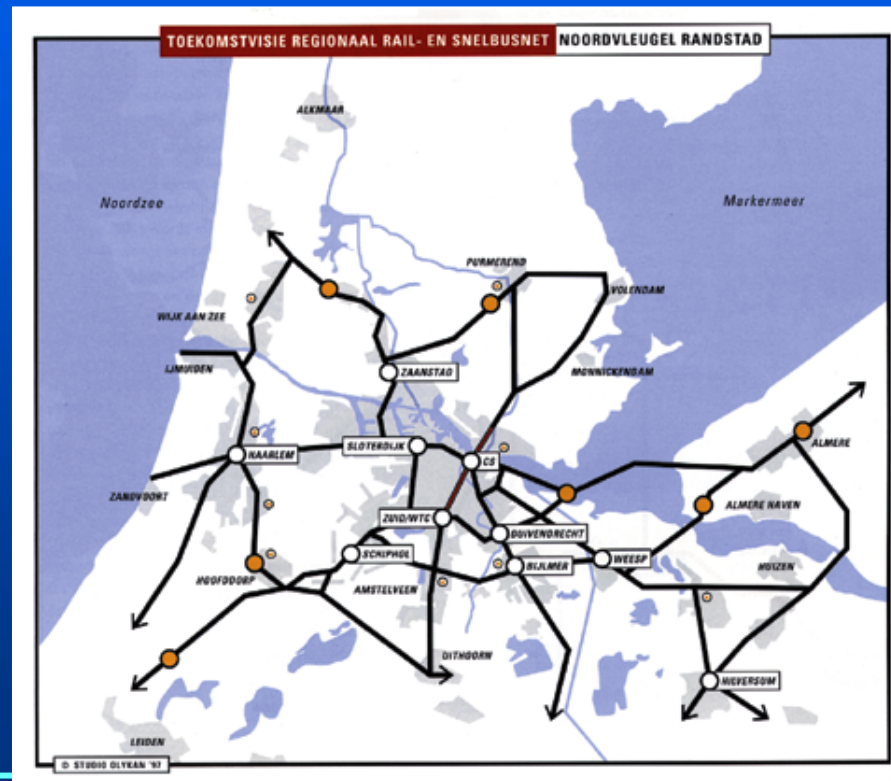 TOEKOMSTVISIE REGIONAAL RAIL- EN SNELBUSNET NOORDVLEUGEL RANDSTAD
ALKMAAR
Noordzee
Markermeer
PURMEREND
VOLENDAM
WIJK AAN ZEE
IJMUIDEN
ZAANSTAD
MONNICKENDAM
HAARLEM
SLOTERDIJK
CS
ALMERE
ZANDVOORT
ALMERE HAVEN
ZUID/WTC
DUIVENDRECHT
SCHIPHOL
WEESP
BIJLMER
HUIZEN
HOOFDDORP
AMSTELVEEN
UITHOORN
HILVERSUM
LEIDEN
© STUDIO OLYKAN '97